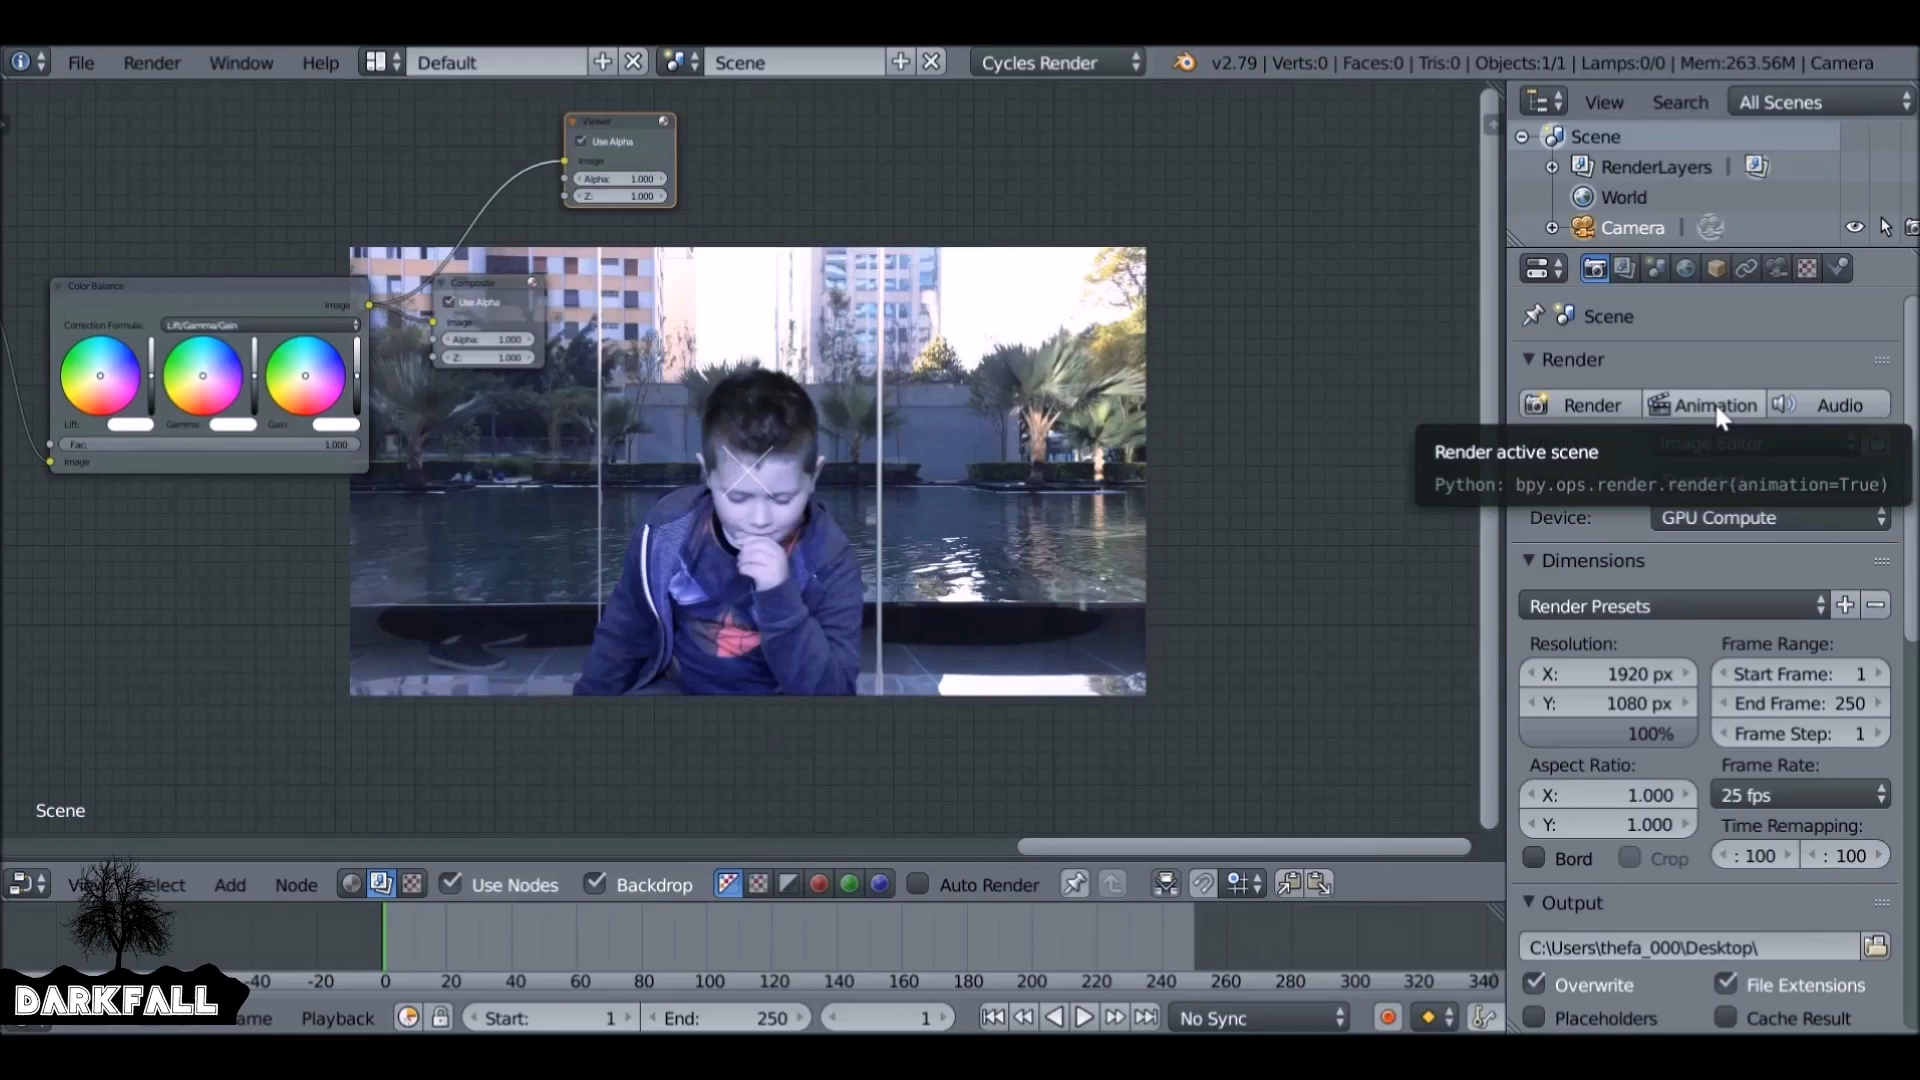 File Render Window Help Default Scene Cycles Render v2.79 | Verts:0 | Faces:0 | Tris:0 | Objects:1/1 | Lamps:0/0 | Mem:263.56M | Camera
View Search All Scenes
Scene
RenderLayers
World
Camera
Viewer
Use Alpha
Image
Alpha: 1.000
Z: 1.000
Color Balance
Image
Correction Formula: Lift/Gamma/Gain
Lift: Gamma: Gain:
Fac: 1.000
Image
Composite
Use Alpha
Image
Alpha: 1.000
Z: 1.000
Scene
Render
Render Animation Audio
Image Editor
Render active scene
Python: bpy.ops.render.render(animation=True)
Device: GPU Compute
Dimensions
Render Presets
Resolution: Frame Range:
X: 1920 px Start Frame: 1
Y: 1080 px End Frame: 250
100% Frame Step: 1
Aspect Ratio: Frame Rate:
X: 1.000 25 fps
Y: 1.000 Time Remapping:
Bord Crop : 100 : 100
Output
C:\Users\thefa_000\Desktop\
Overwrite File Extensions
Placeholders Cache Result
Scene
Select Add Node Use Nodes Backdrop Auto Render
-40 -20 0 20 40 60 80 100 120 140 160 180 200 220 240 260 280 300 320 340
Playback Start: 1 End: 250 1 No Sync
DARKFALL